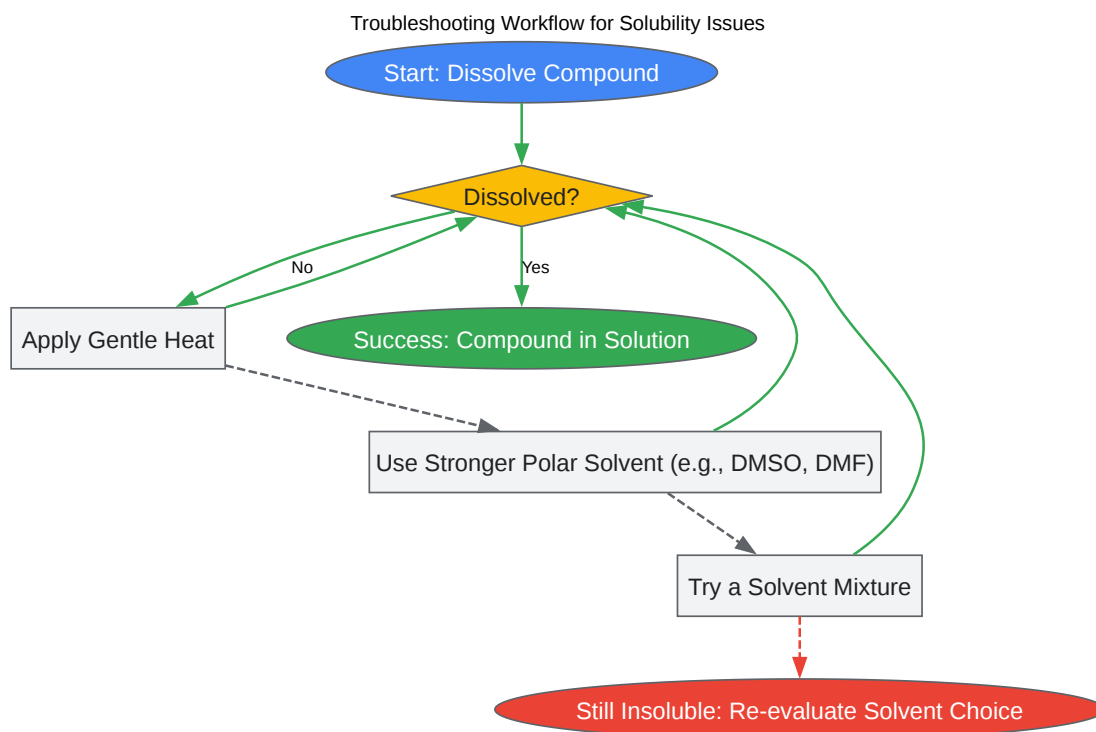 Troubleshooting Workflow for Solubility Issues
Start: Dissolve Compound
Dissolved?
No
Yes
Apply Gentle Heat
Success: Compound in Solution
Use Stronger Polar Solvent (e.g., DMSO, DMF)
Try a Solvent Mixture
Still Insoluble: Re-evaluate Solvent Choice